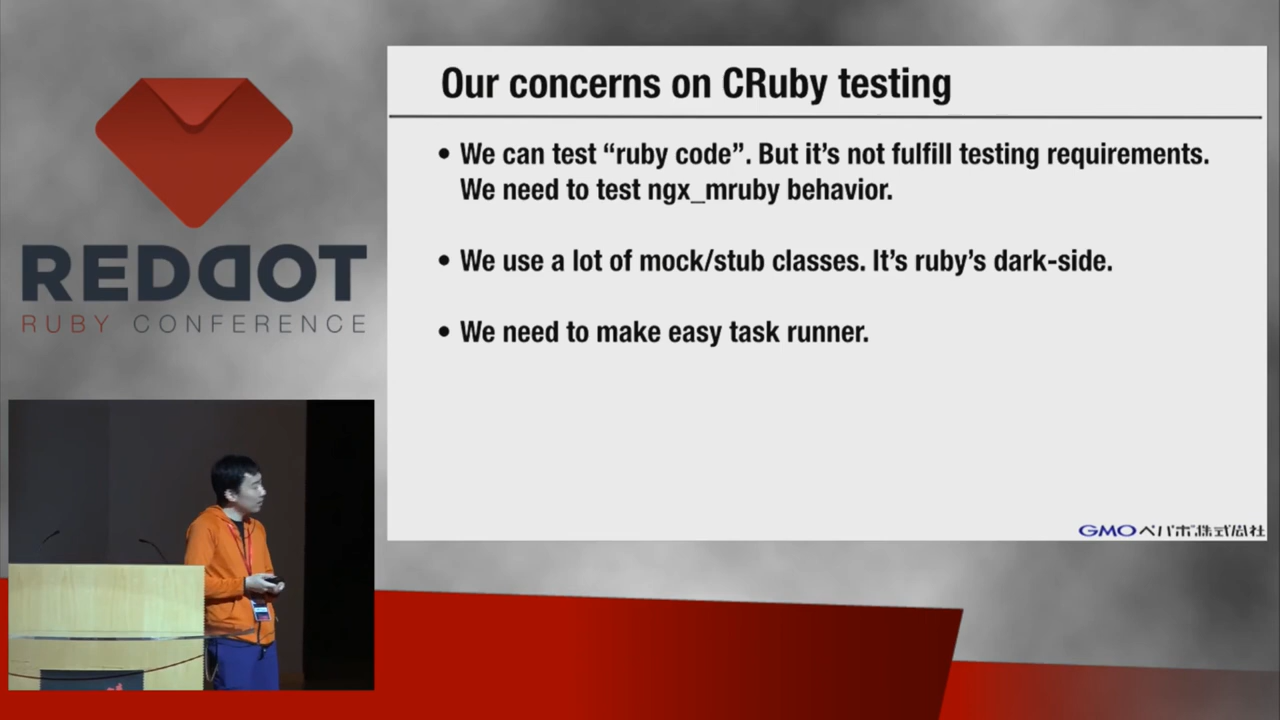 REDDOT
RUBY CONFERENCE
Our concerns on CRuby testing
• We can test “ruby code”. But it’s not fulfill testing requirements.
We need to test ngx_mruby behavior.
• We use a lot of mock/stub classes. It’s ruby’s dark-side.
• We need to make easy task runner.
GMOペパボ株式会社